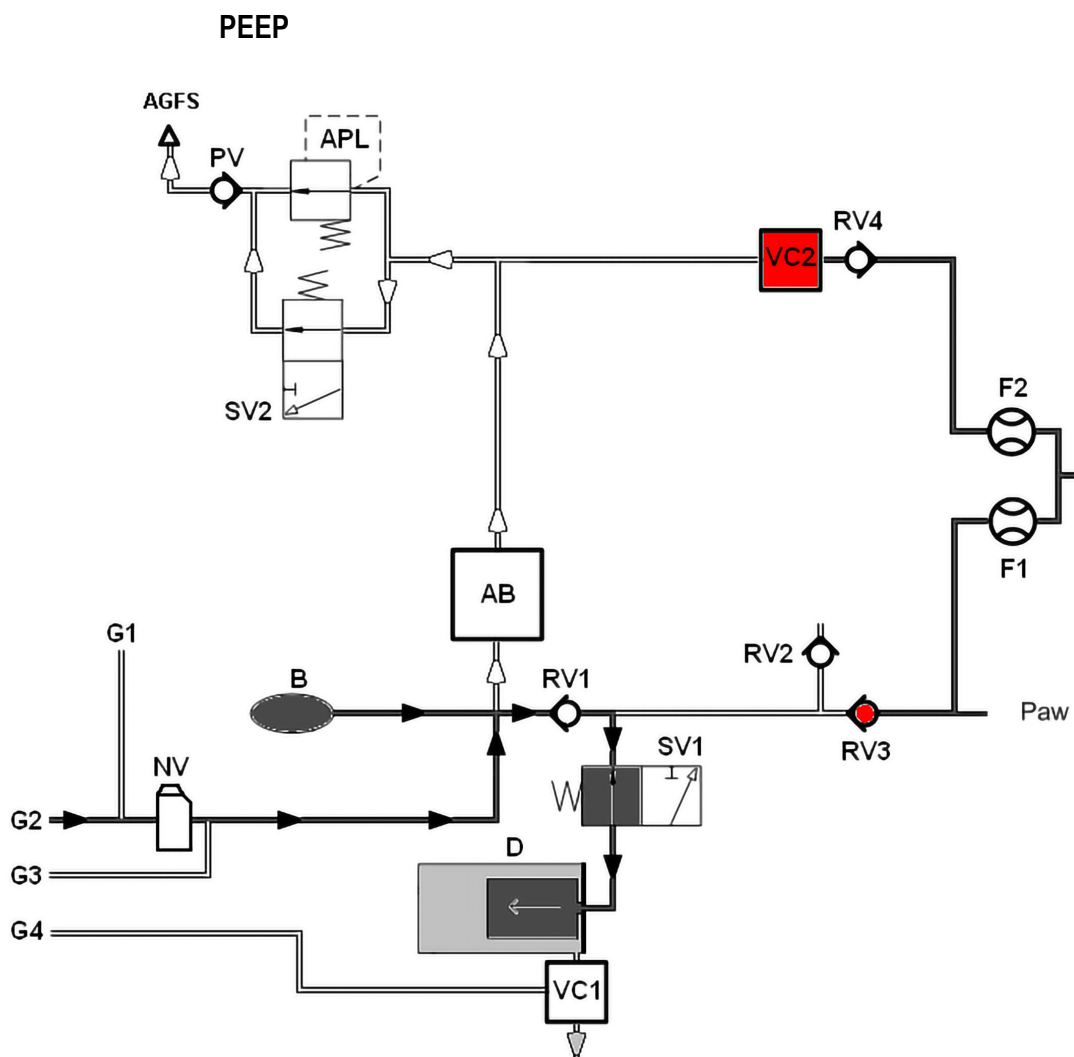 PEEP
AGFS
PV
APL
RV4
VC2
SV2
F2
F1
AB
G1
B
RV1
RV2
Paw
RV3
SV1
NV
G2
D
G3
G4
VC1